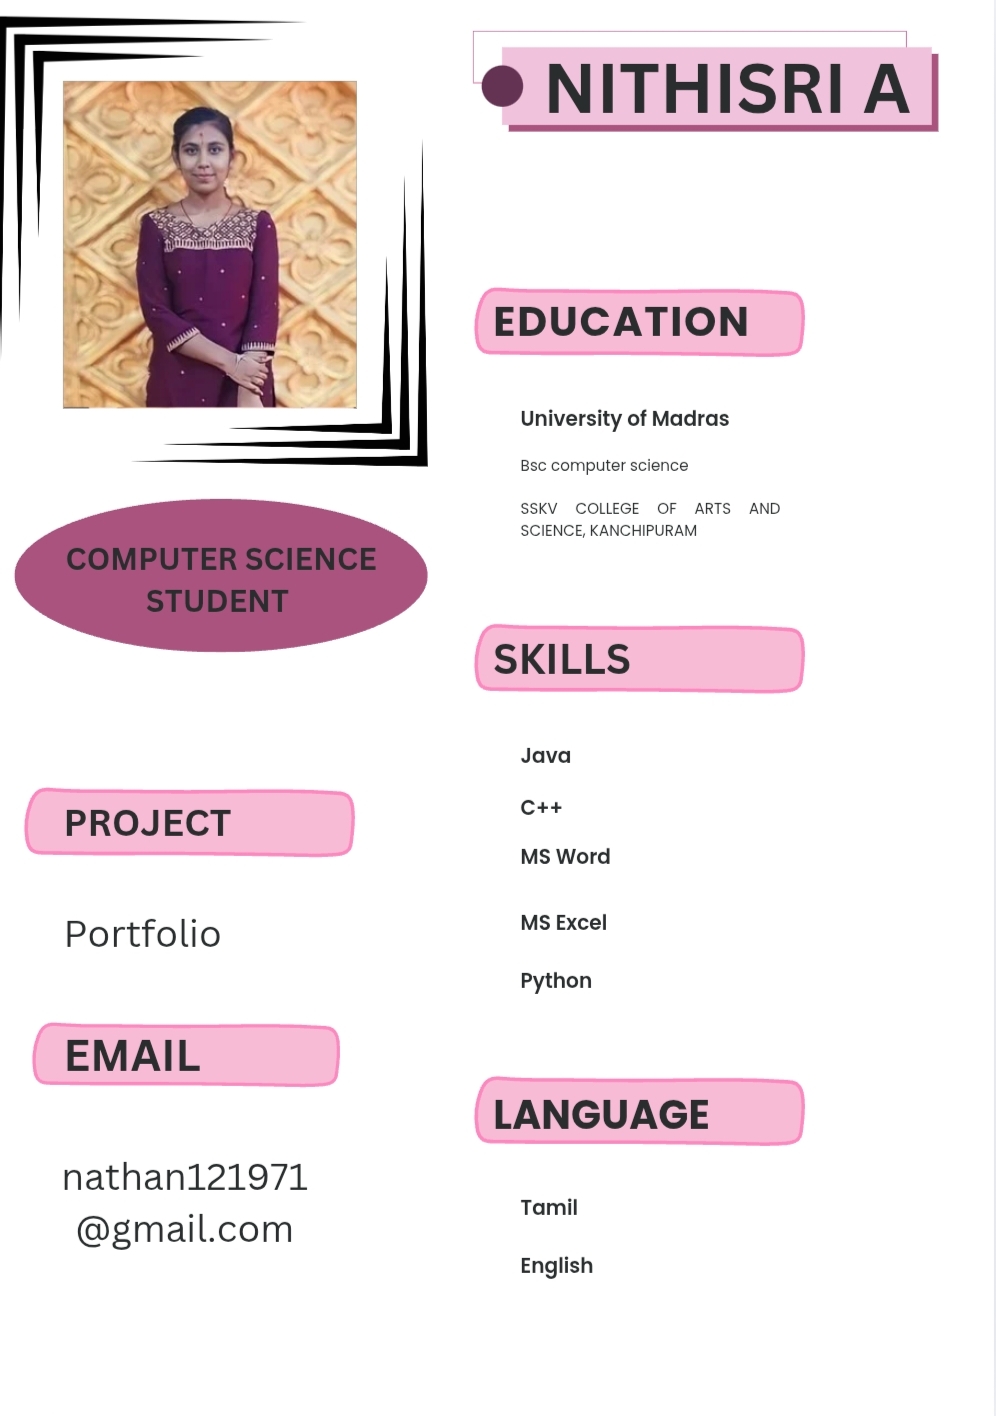 NITHISRI A
COMPUTER SCIENCE
STUDENT
PROJECT
Portfolio
EMAIL
nathan121971
@gmail.com
EDUCATION
University of Madras
Bsc computer science
SSKV COLLEGE OF ARTS AND
SCIENCE, KANCHIPURAM
SKILLS
Java
C++
MS Word
MS Excel
Python
LANGUAGE
Tamil
English